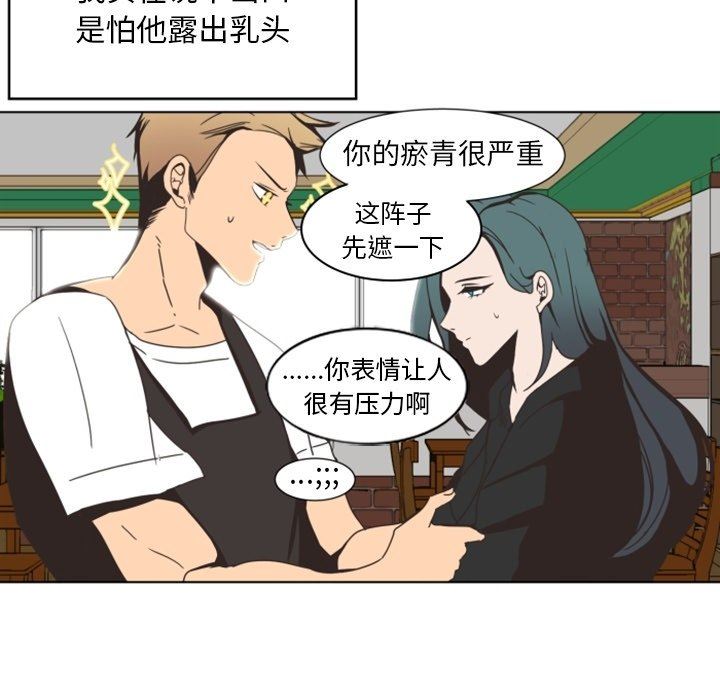 是怕他露出乳头
你的瘀青很严重
这阵子
先遮一下
……你表情让人
很有压力啊
…;;;